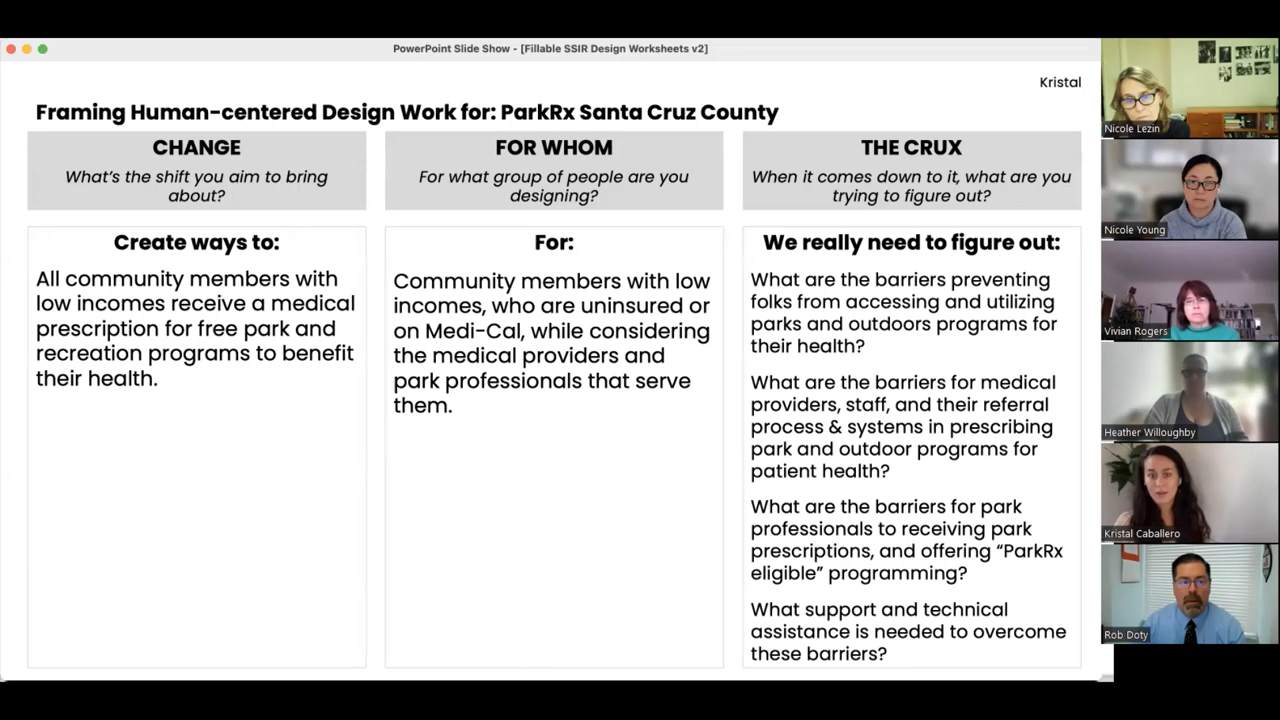 PowerPoint Slide Show - [Fillable SSIR Design Worksheets v2]
Kristal
Framing Human-centered Design Work for: ParkRx Santa Cruz County
CHANGE
What's the shift you aim to bring
about?
Create ways to:
All community members with
low incomes receive a medical
prescription for free park and
recreation programs to benefit
their health.
FOR WHOM
For what group of people are you
designing?
For:
Community members with low
incomes, who are uninsured or
on Medi-Cal, while considering
the medical providers and
park professionals that serve
them.
THE CRUX
When it comes down to it, what are you
trying to figure out?
We really need to figure out:
What are the barriers preventing
folks from accessing and utilizing
parks and outdoors programs for
their health?
What are the barriers for medical
providers, staff, and their referral
process & systems in prescribing
park and outdoor programs for
patient health?
What are the barriers for park
professionals to receiving park
prescriptions, and offering “ParkRx
eligible” programming?
What support and technical
assistance is needed to overcome
these barriers?
Nicole Lezin
Nicole Young
Vivian Rogers
Heather Willoughby
Kristal Caballero
Rob Doty